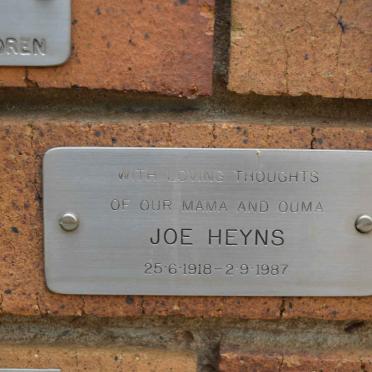 DREN
WITH LOVING THOUGHTS
OF OUR MAMA AND OUMA
JOE HEYNS
25-6-1918-2-9-1987